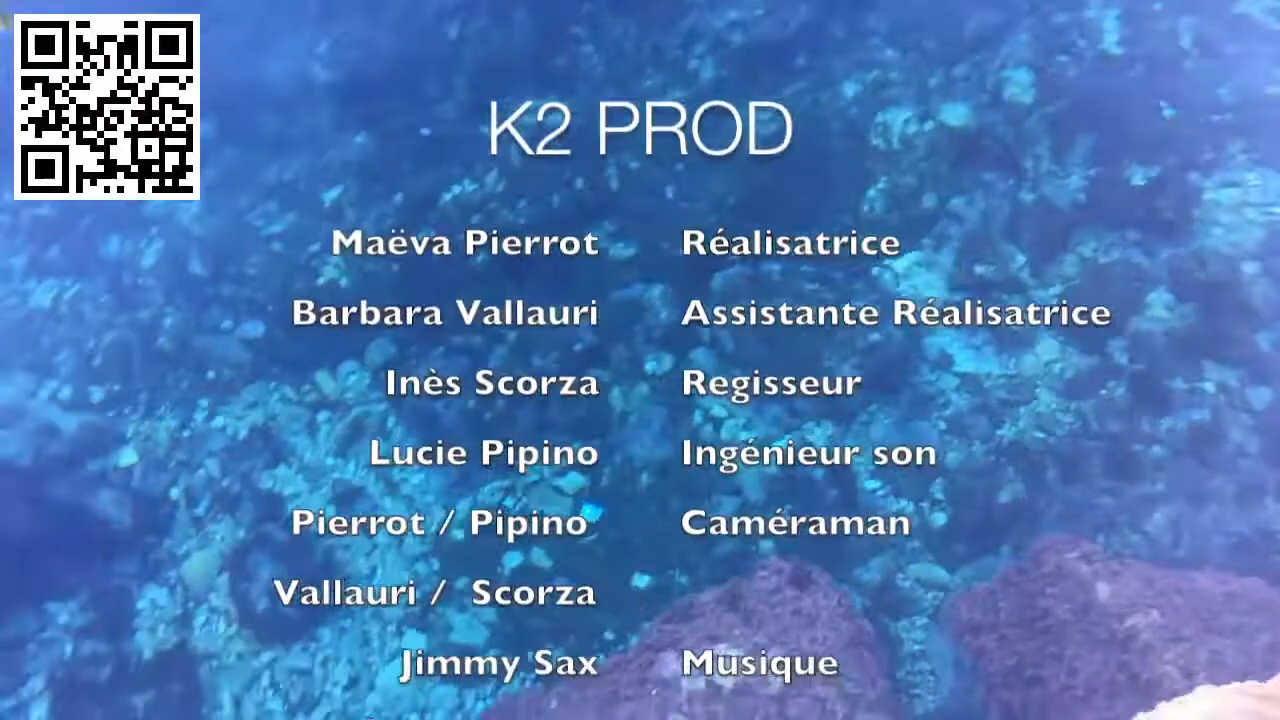 K2 PROD
Maëva Pierrot Réalisatrice
Barbara Vallauri Assistante Réalisatrice
Inès Scorza Regisseur
Lucie Pipino Ingénieur son
Pierrot / Pipino Caméraman
Vallauri / Scorza
Jimmy Sax Musique